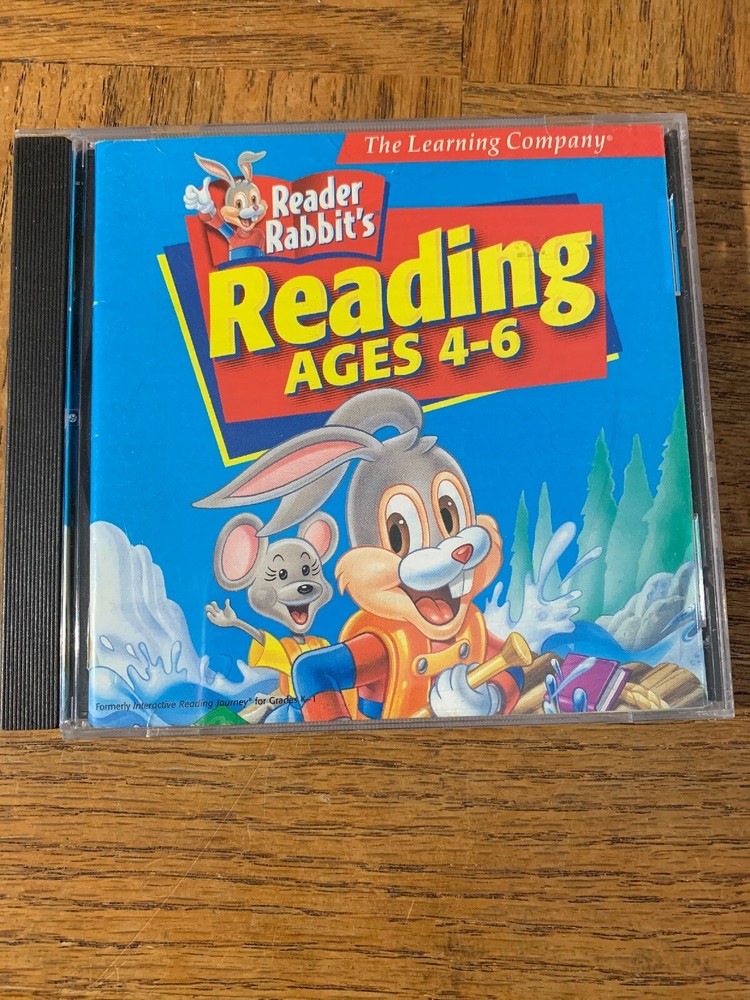 The Learning Company®
Reader
Rabbit's
Reading
AGES 4-6
Formerly Interactive Reading Journey® for Grades K-1